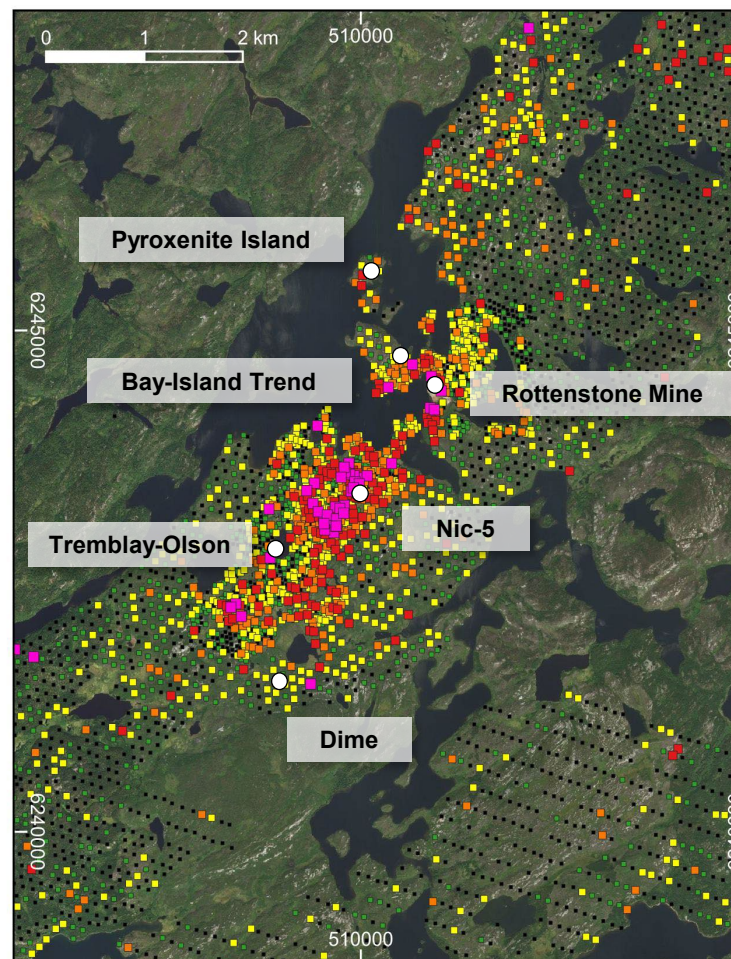 0 1 2 km
510000
Pyroxenite Island
6245000
Bay-Island Trend
Rottenstone Mine
Nic-5
Tremblay-Olson
Dime
6240000
510000